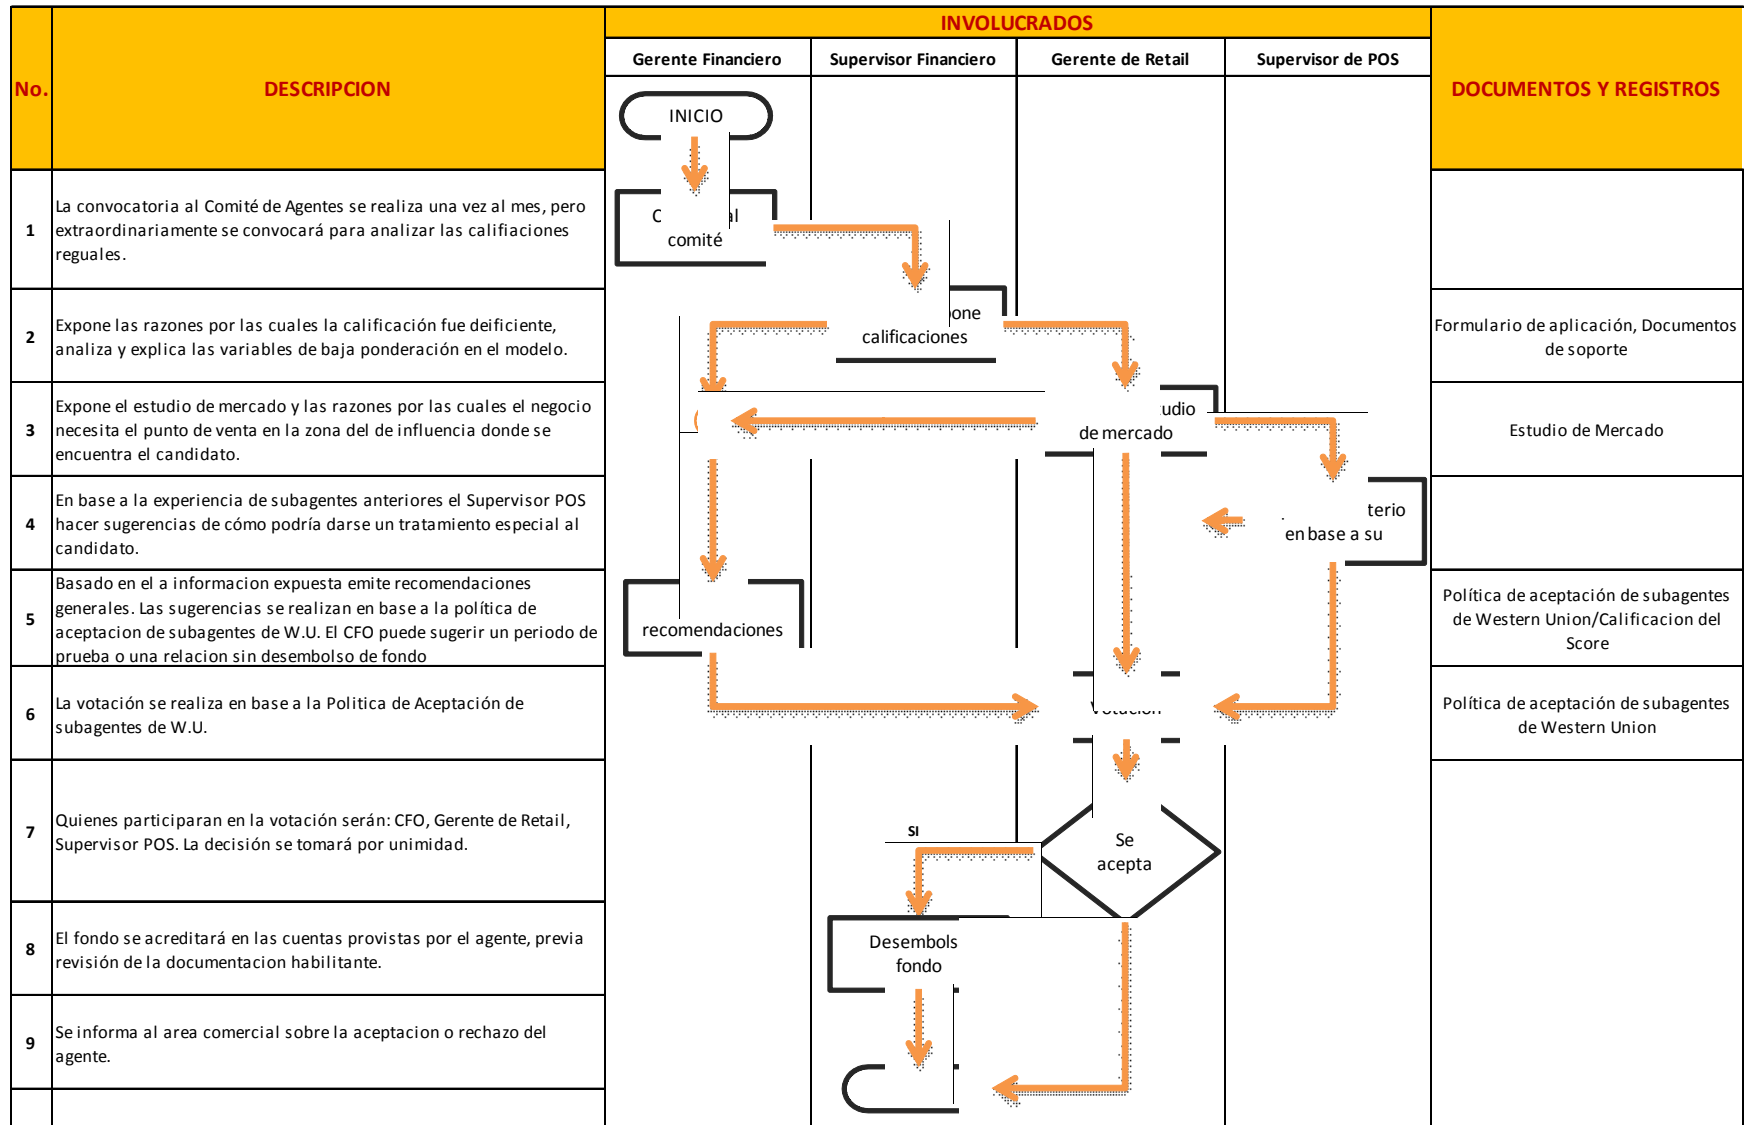 INVOLUCRADOS
No.
DESCRIPCION
Gerente Financiero
Supervisor Financiero
Gerente de Retail
Supervisor de POS
DOCUMENTOS Y REGISTROS
INICIO
1
La convocatoria al Comité de Agentes se realiza una vez al mes, pero
extraordinariamente se convocará para analizar las califiaciones
reguales.
comité
2
Expone las razones por las cuales la calificación fue deificiente,
analiza y explica las variables de baja ponderación en el modelo.
calificaciones
Formulario de aplicación, Documentos
de soporte
3
Expone el estudio de mercado y las razones por las cuales el negocio
necesita el punto de venta en la zona del de influencia donde se
encuentra el candidato.
de mercado
Estudio de Mercado
4
En base a la experiencia de subagentes anteriores el Supervisor POS
hacer sugerencias de cómo podría darse un tratamiento especial al
candidato.
en base a su
5
Basado en el a informacion expuesta emite recomendaciones
generales. Las sugerencias se realizan en base a la política de
aceptacion de subagentes de W.U. El CFO puede sugerir un periodo de
prueba o una relacion sin desembolso de fondo
recomendaciones
Política de aceptación de subagentes
de Western Union/Calificacion del
Score
6
La votación se realiza en base a la Politica de Aceptación de
subagentes de W.U.
Votación
Política de aceptación de subagentes
de Western Union
7
Quienes participaran en la votación serán: CFO, Gerente de Retail,
Supervisor POS. La decisión se tomará por unimidad.
SI
Se
acepta
8
El fondo se acreditará en las cuentas provistas por el agente, previa
revisión de la documentacion habilitante.
Desembols
fondo
9
Se informa al area comercial sobre la aceptacion o rechazo del
agente.